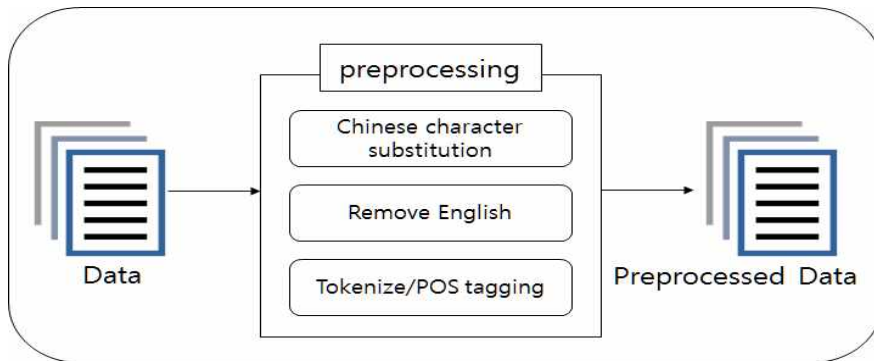 preprocessing
Chinese character
substitution
Remove English
Tokenize/POS tagging
Data
Preprocessed Data